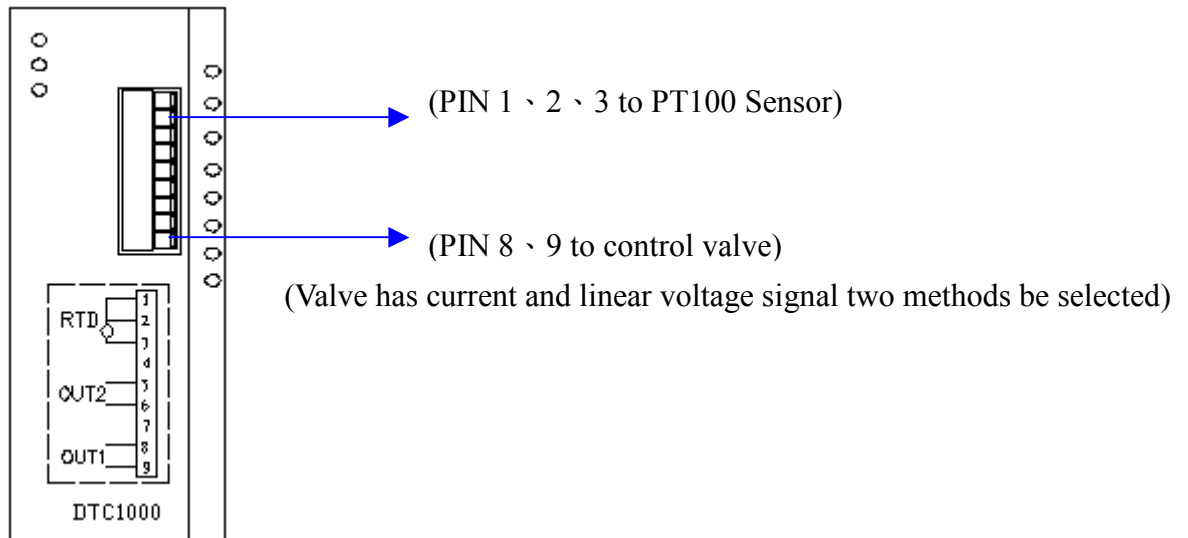 (PIN 1、2、3 to PT100 Sensor)
(PIN 8、9 to control valve)
(Valve has current and linear voltage signal two methods be selected)
1
RTD 2
3
4
OUT2 5
6
7
8
OUT1 9
DTC1000